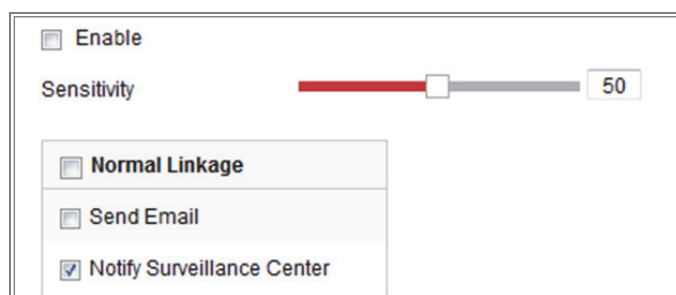 Enable
Sensitivity 50
Normal Linkage
Send Email
Notify Surveillance Center